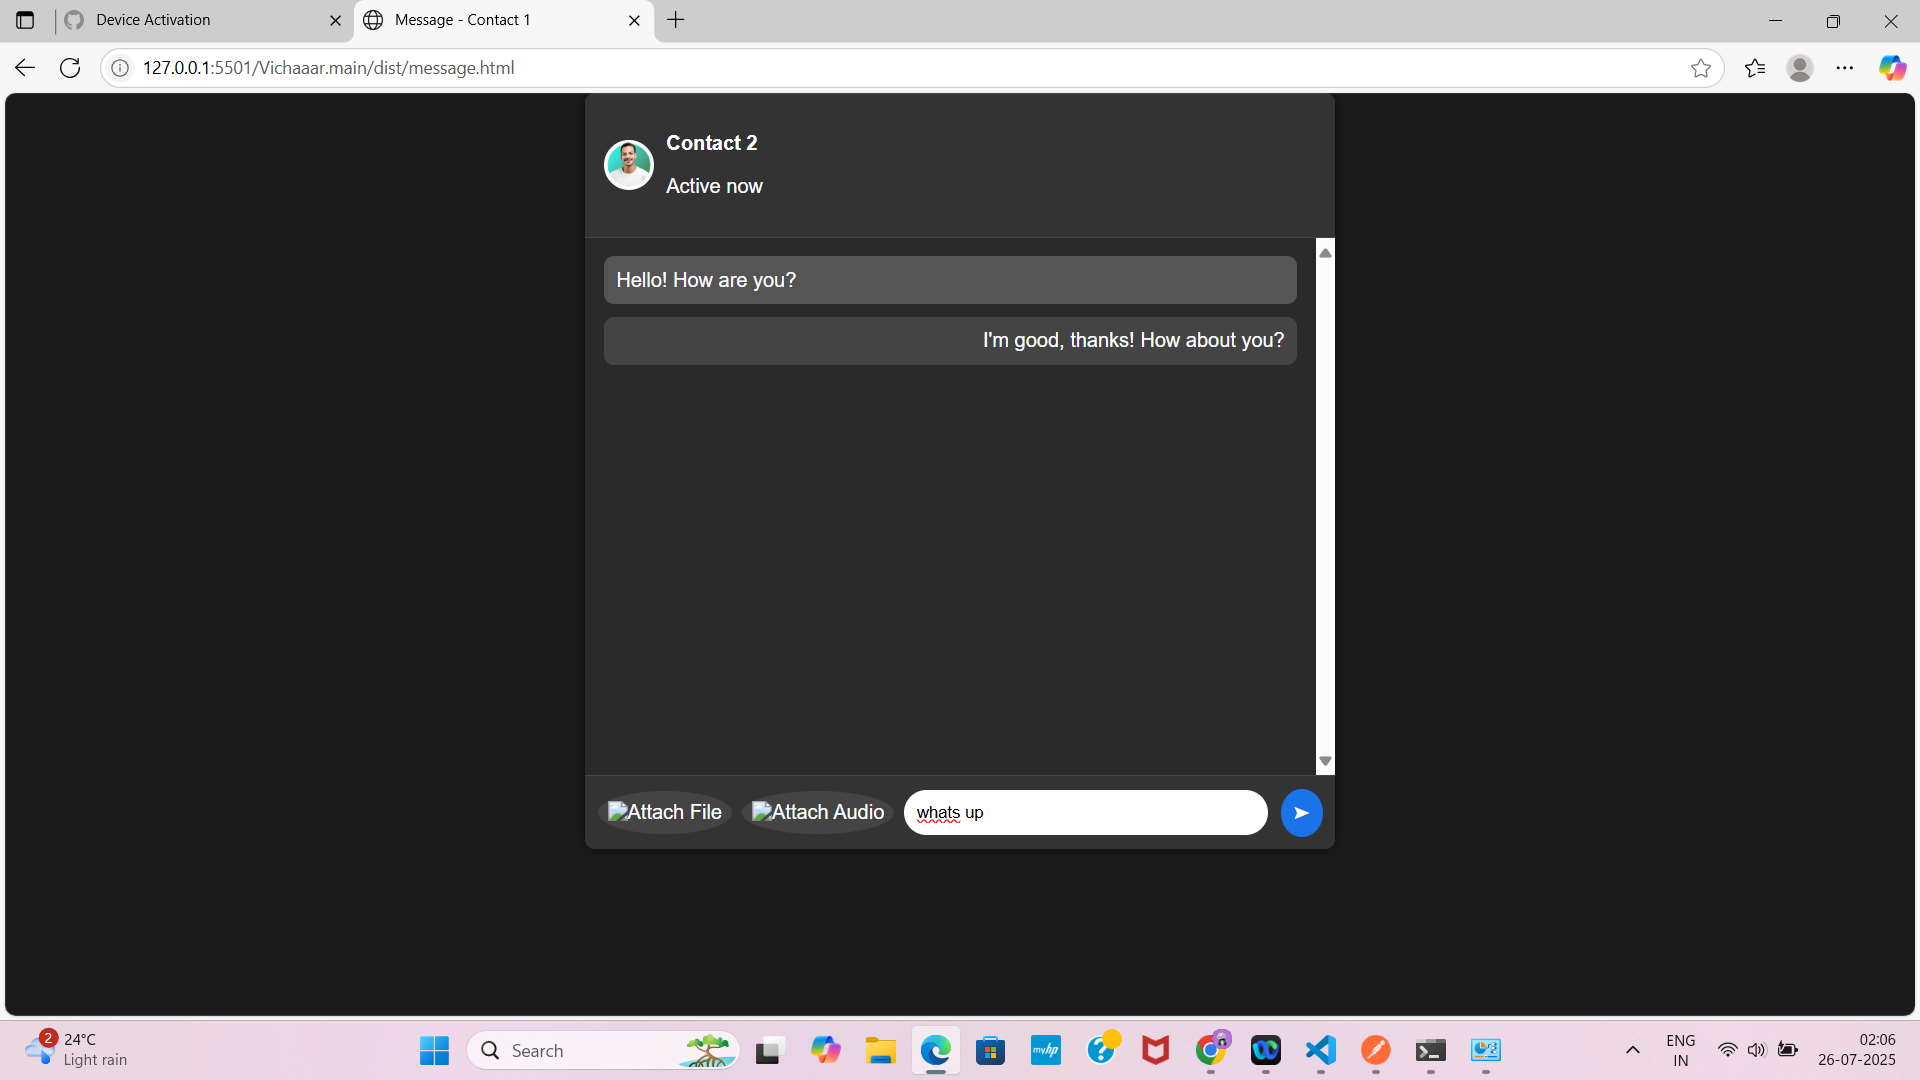 Device Activation
Message - Contact 1
127.0.0.1:5501/Vichaaar.main/dist/message.html
Contact 2
Active now
Hello! How are you?
I'm good, thanks! How about you?
Attach File
Attach Audio
whats up
2
24°C
Light rain
Search
myhp
ENG
IN
02:06
26-07-2025